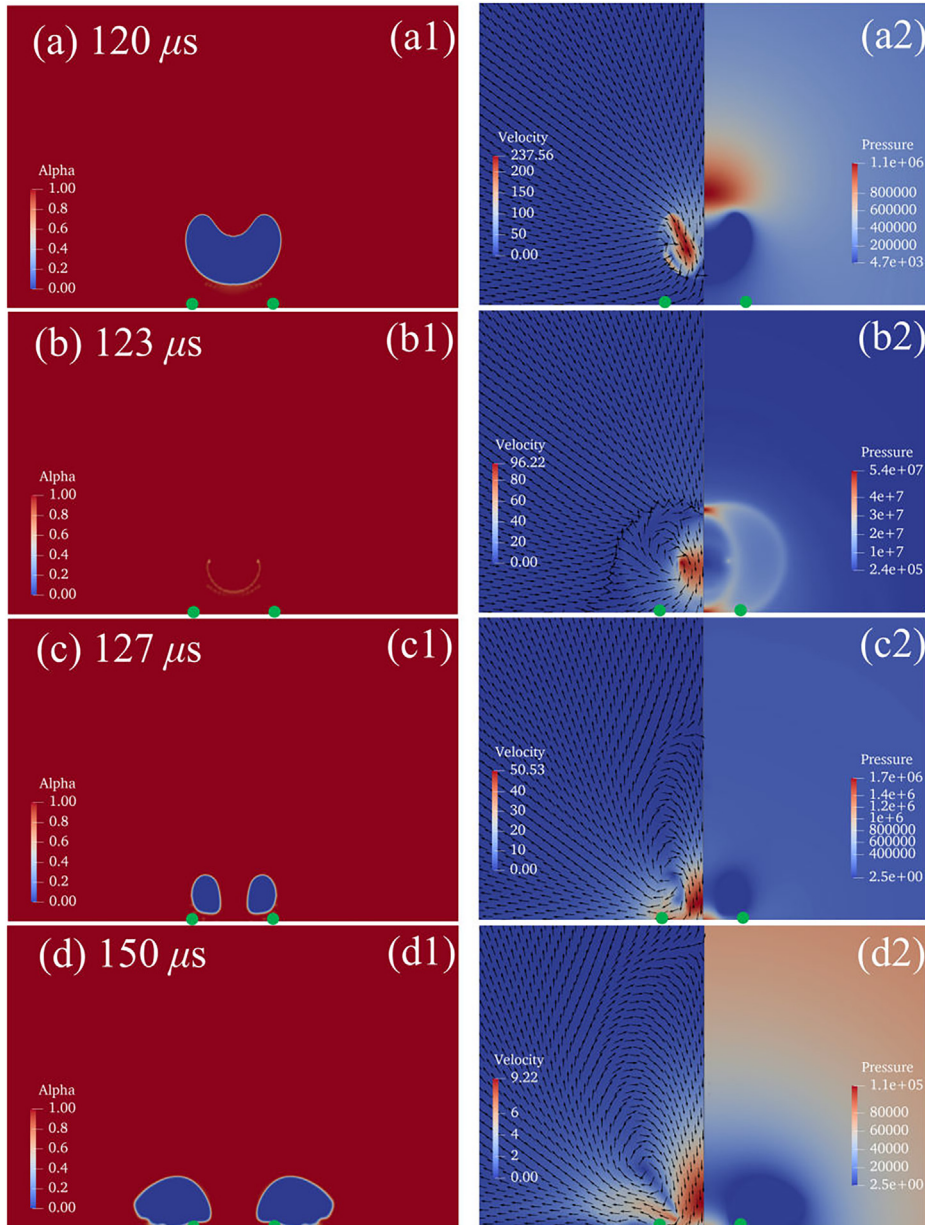 (a) 120 μs (a1)
Alpha
1.00
0.8
0.6
0.4
0.2
0.00
(a2)
Velocity
237.56
200
150
100
50
0.00
Pressure
1.1e+06
800000
600000
400000
200000
4.7e+03
(b) 123 μs (b1)
Alpha
1.00
0.8
0.6
0.4
0.2
0.00
(b2)
Velocity
96.22
80
60
40
20
0.00
Pressure
5.4e+07
4e+7
3e+7
2e+7
1e+7
2.4e+05
(c) 127 μs (c1)
Alpha
1.00
0.8
0.6
0.4
0.2
0.00
(c2)
Velocity
50.53
40
30
20
10
0.00
Pressure
1.7e+06
1.4e+6
1.2e+6
1e+6
800000
600000
400000
2.5e+00
(d) 150 μs (d1)
Alpha
1.00
0.8
0.6
0.4
0.2
0.00
(d2)
Velocity
9.22
6
4
2
0.00
Pressure
1.1e+05
80000
60000
40000
20000
2.5e+00